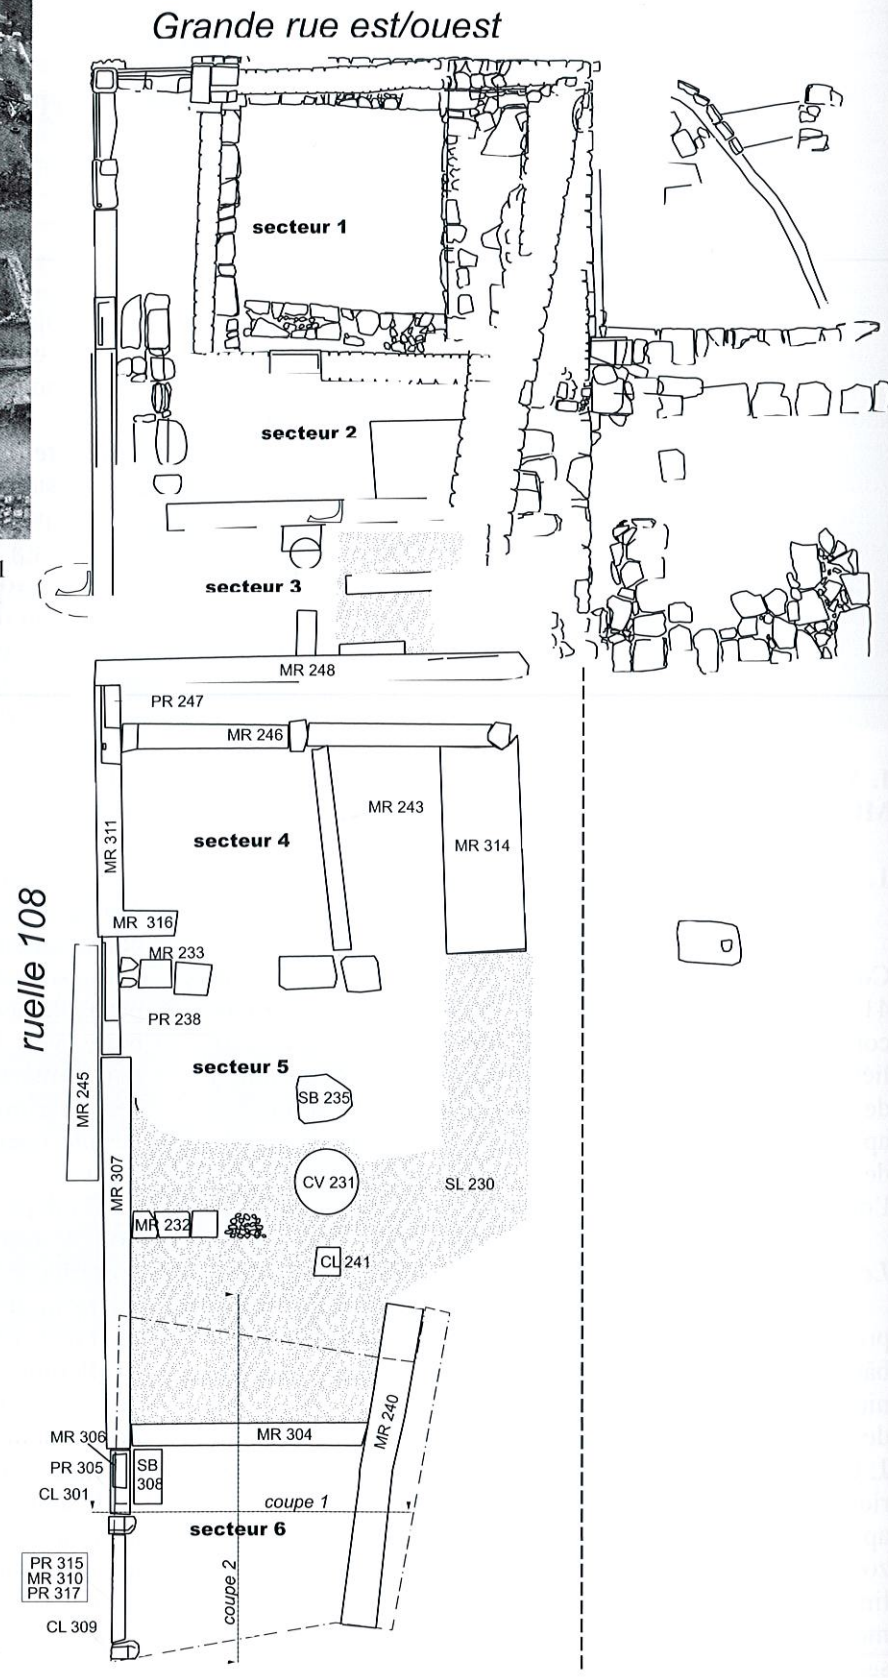 Grande rue est/ouest
secteur 1
secteur 2
secteur 3
MR 248
PR 247
MR 246
MR 243
secteur 4
MR 311
MR 314
MR 316
MR 233
ruelle 108
PR 238
secteur 5
MR 245
SB 235
MR 307
CV 231
SL 230
MR 232
CL 241
MR 240
MR 306
MR 304
PR 305
SB
308
CL 301
coupe 1
secteur 6
coupe 2
PR 315
MR 310
PR 317
CL 309